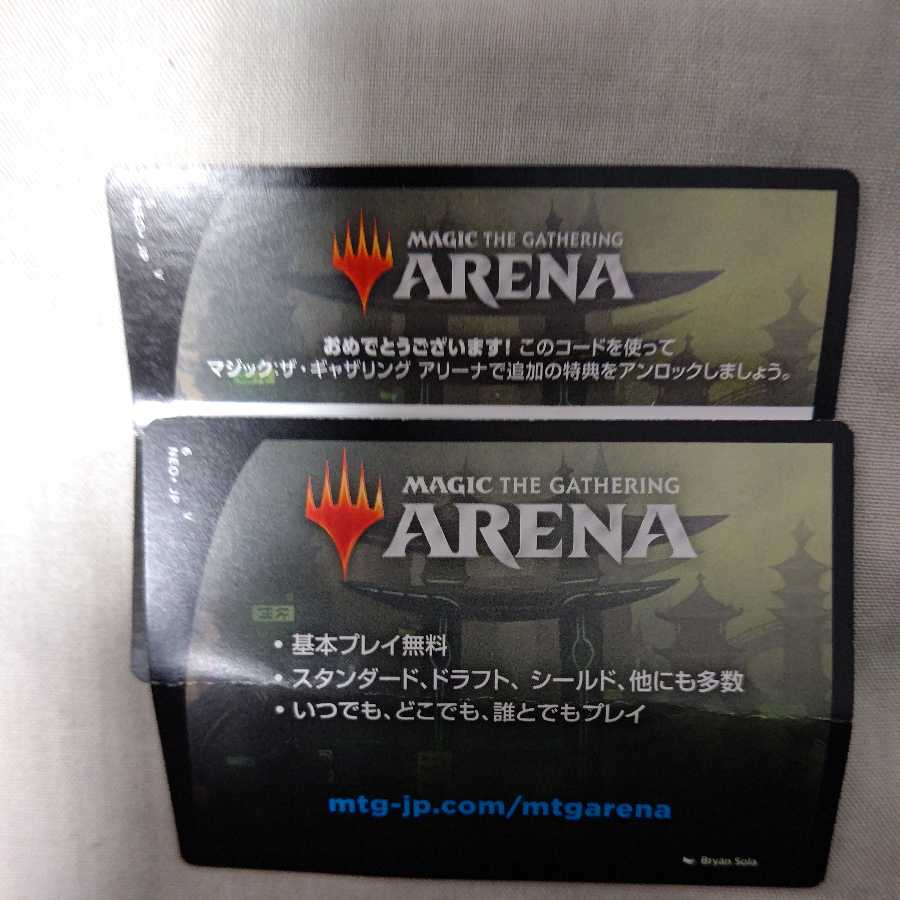 MAGIC THE GATHERING
ARENA
おめでとうございます! このコードを使って
マジック:ザ・ギャザリング アリーナで追加の特典をアンロックしましょう。
6
NEO・JP V
MAGIC THE GATHERING
ARENA
・基本プレイ無料
・スタンダード、ドラフト、シールド、他にも多数
・いつでも、どこでも、誰とでもプレイ
mtg-jp.com/mtgarena
Bryan Sola